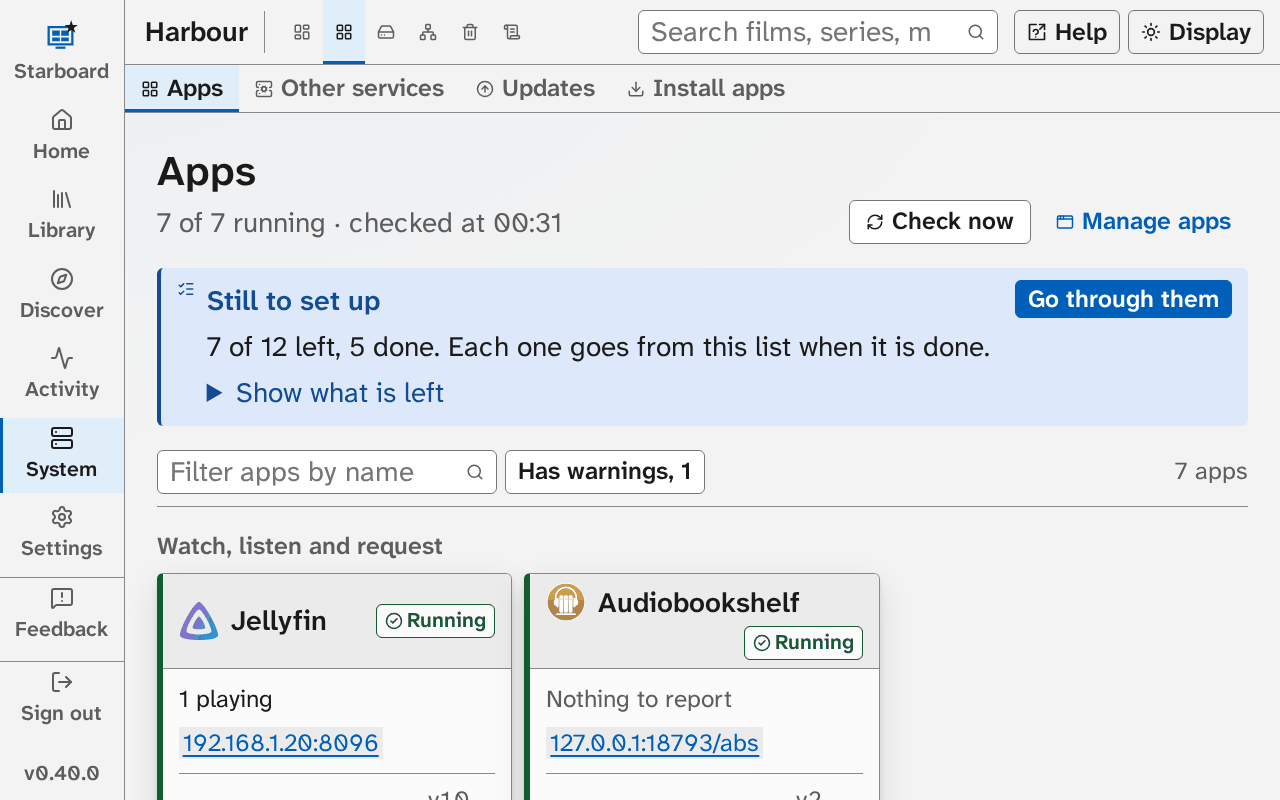 Starboard
Home
Library
Discover
Activity
System
Settings
Feedback
Sign out
v0.40.0
Harbour
Search films, series, m
Help
Display
Apps
Other services
Updates
Install apps
Apps
7 of 7 running · checked at 00:31
Check now
Manage apps
Still to set up
Go through them
7 of 12 left, 5 done. Each one goes from this list when it is done.
Show what is left
Filter apps by name
Has warnings, 1
7 apps
Watch, listen and request
Jellyfin
Running
1 playing
192.168.1.20:8096
Audiobookshelf
Running
Nothing to report
127.0.0.1:18793/abs